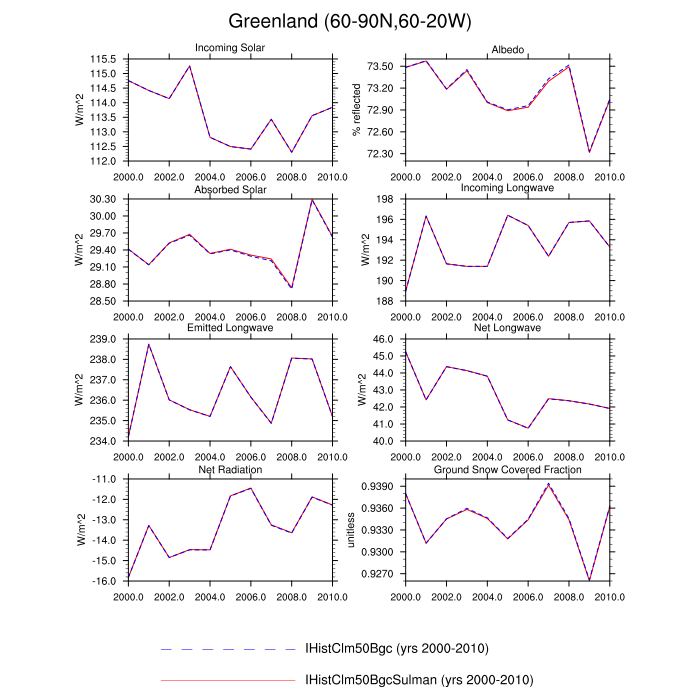 Greenland (60-90N,60-20W)
Incoming Solar
W/m^2
115.5
115.0
114.5
114.0
113.5
113.0
112.5
112.0
2000.0 2002.0 2004.0 2006.0 2008.0 2010.0
Albedo
% reflected
73.50
73.20
72.90
72.60
72.30
2000.0 2002.0 2004.0 2006.0 2008.0 2010.0
Absorbed Solar
W/m^2
30.30
30.00
29.70
29.40
29.10
28.80
28.50
2000.0 2002.0 2004.0 2006.0 2008.0 2010.0
Incoming Longwave
W/m^2
198
196
194
192
190
188
2000.0 2002.0 2004.0 2006.0 2008.0 2010.0
Emitted Longwave
W/m^2
239.0
238.0
237.0
236.0
235.0
234.0
2000.0 2002.0 2004.0 2006.0 2008.0 2010.0
Net Longwave
W/m^2
46.0
45.0
44.0
43.0
42.0
41.0
40.0
2000.0 2002.0 2004.0 2006.0 2008.0 2010.0
Net Radiation
W/m^2
-11.0
-12.0
-13.0
-14.0
-15.0
-16.0
2000.0 2002.0 2004.0 2006.0 2008.0 2010.0
Ground Snow Covered Fraction
unitless
0.9390
0.9360
0.9330
0.9300
0.9270
2000.0 2002.0 2004.0 2006.0 2008.0 2010.0
IHistClm50Bgc (yrs 2000-2010)
IHistClm50BgcSulman (yrs 2000-2010)